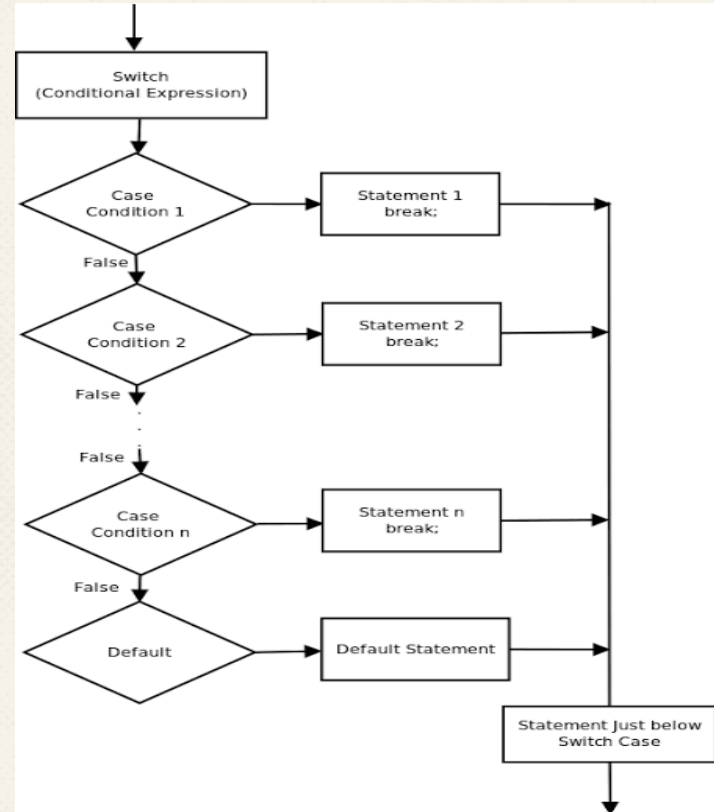 Switch
(Conditional Expression)
Case
Condition 1
Statement 1
break;
False
Case
Condition 2
Statement 2
break;
False
False
Case
Condition n
Statement n
break;
False
Default
Default Statement
Statement Just below
Switch Case